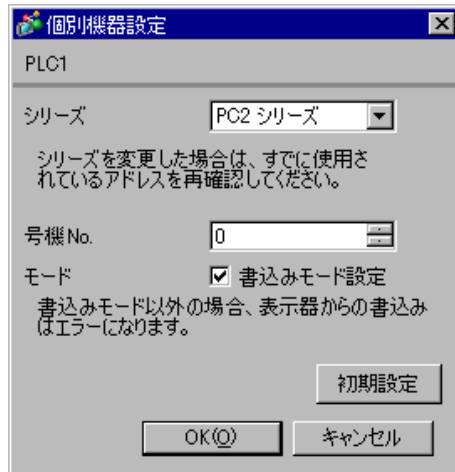 個別機器設定
PLC1
シリーズ
PC2 シリーズ
シリーズを変更した場合は、すでに使用さ
れているアドレスを再確認してください。
号機No.
0
モード
書込みモード設定
書込みモード以外の場合、表示器からの書込み
はエラーになります。
初期設定
OK(O)
キャンセル